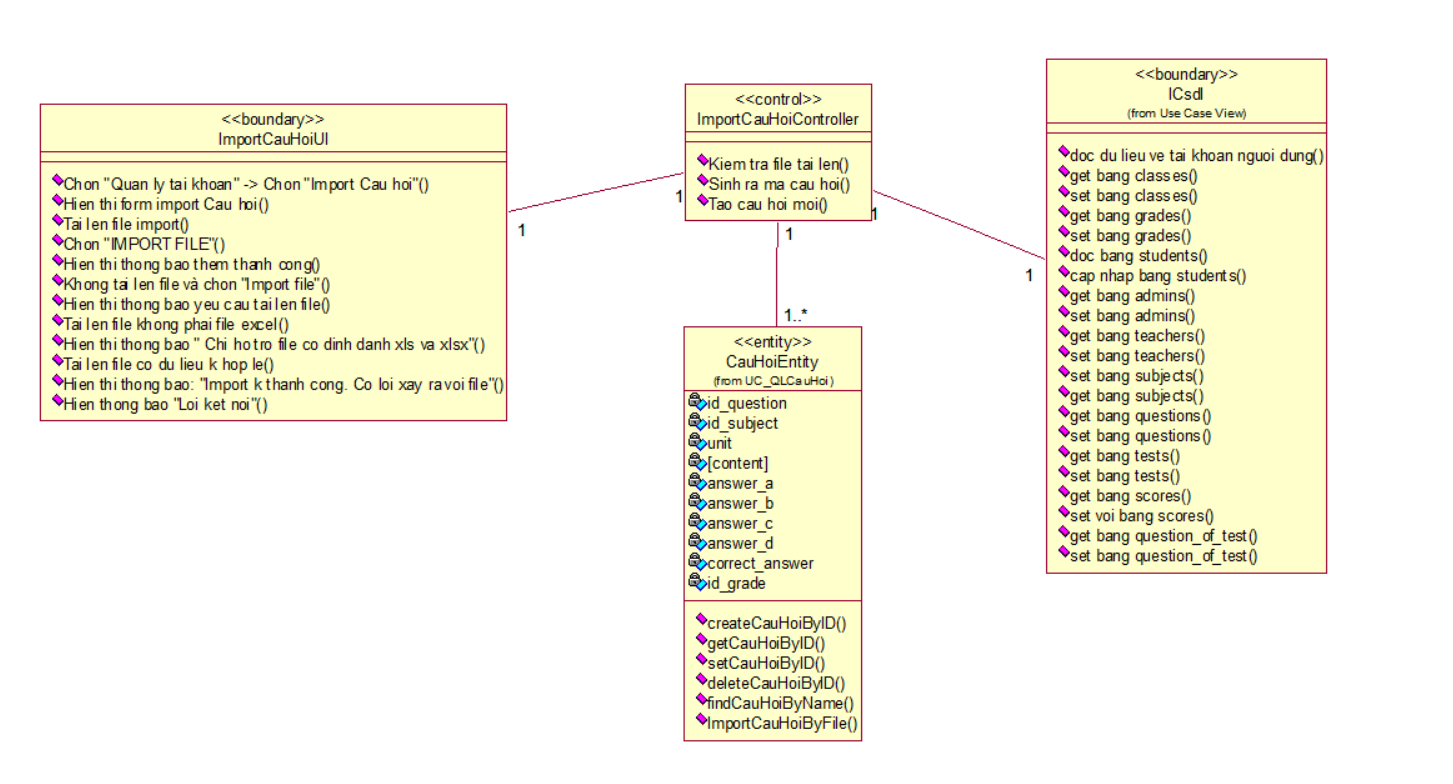 <<boundary>>
ImportCauHoiUI
Chon "Quan ly tai khoan" -> Chon "Import Cau hoi"()
Hien thi form import Cau hoi()
Tai len file import()
Chon "IMPORT FILE"()
Hien thi thong bao them thanh cong()
Khong tai len file và chon "Import file"()
Hien thi thong bao yeu cau tai len file()
Tai len file khong phai file excel()
Hien thi thong bao " Chi ho tro file co dinh danh xls va xlsx"()
Tai len file co du lieu k hop le()
Hien thi thong bao: "Import k thanh cong. Co loi xay ra voi file"()
Hien thong bao "Loi ket noi"()
1
1
<<control>>
ImportCauHoiController
Kiem tra file tai len()
Sinh ra ma cau hoi()
Tao cau hoi moi()
1
1
1
1..*
<<entity>>
CauHoiEntity
(from UC_QLCauHoi)
id_question
id_subject
unit
[content]
answer_a
answer_b
answer_c
answer_d
correct_answer
id_grade
createCauHoiByID()
getCauHoiByID()
setCauHoiByID()
deleteCauHoiByID()
findCauHoiByName()
ImportCauHoiByFile()
<<boundary>>
ICsdl
(from Use Case View)
doc du lieu ve tai khoan nguoi dung()
get bang classes()
set bang classes()
get bang grades()
set bang grades()
doc bang students()
cap nhap bang students()
get bang admins()
set bang admins()
get bang teachers()
set bang teachers()
set bang subjects()
get bang subjects()
get bang questions()
set bang questions()
get bang tests()
set bang tests()
get bang scores()
set voi bang scores()
get bang question_of_test()
set bang question_of_test()